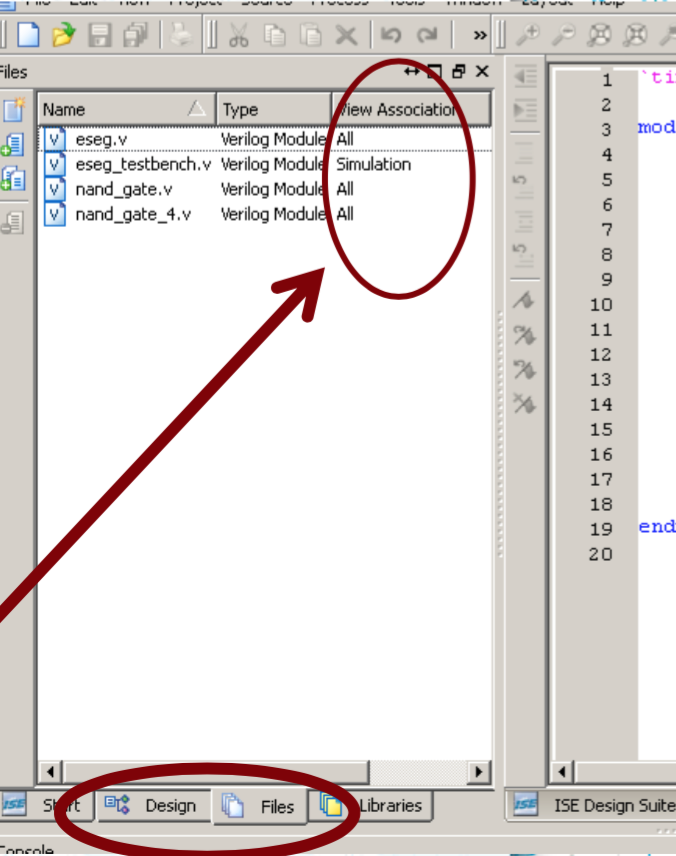 Files
Name Type View Association
eseg.v Verilog Module All
eseg_testbench.v Verilog Module Simulation
nand_gate.v Verilog Module All
nand_gate_4.v Verilog Module All
1 `ti
2
3 mod
4
5
6
7
8
9
10
11
12
13
14
15
16
17
18
19 end
20
Design Files Libraries
ISE Design Suite
Console